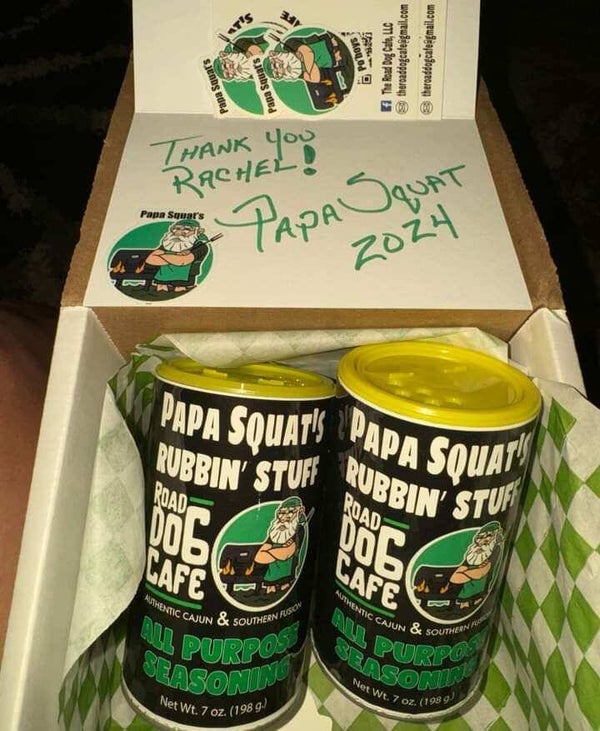 Papa Squat's
Papa Squat's
The Road Dog Cafe, LLC
theroaddogcafe@gmail.com
theroaddogcafe@gmail.com
THANK YOU
RACHEL!
Papa Squat's
PAPA SQUAT
2024
PAPA SQUAT'S
RUBBIN' STUFF
ROAD
DOG
CAFE
AUTHENTIC CAJUN & SOUTHERN FUSION
ALL PURPOSE
SEASONING
Net Wt. 7 oz. (198 g.)
PAPA SQUAT'S
RUBBIN' STUFF
ROAD
DOG
CAFE
AUTHENTIC CAJUN & SOUTHERN
ALL PURPOSE
SEASONING
Net Wt. 7 oz. (198 g.)